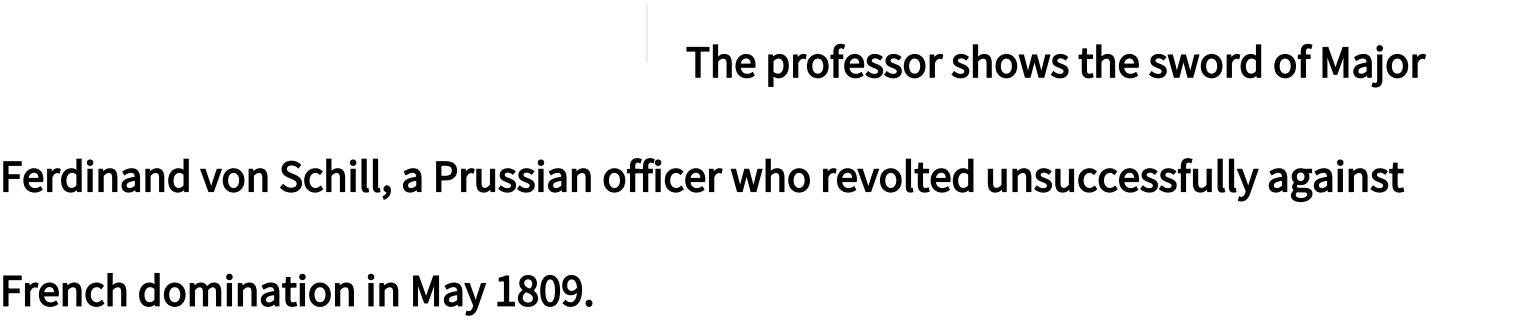 The professor shows the sword of Major
Ferdinand von Schill, a Prussian officer who revolted unsuccessfully against
French domination in May 1809.